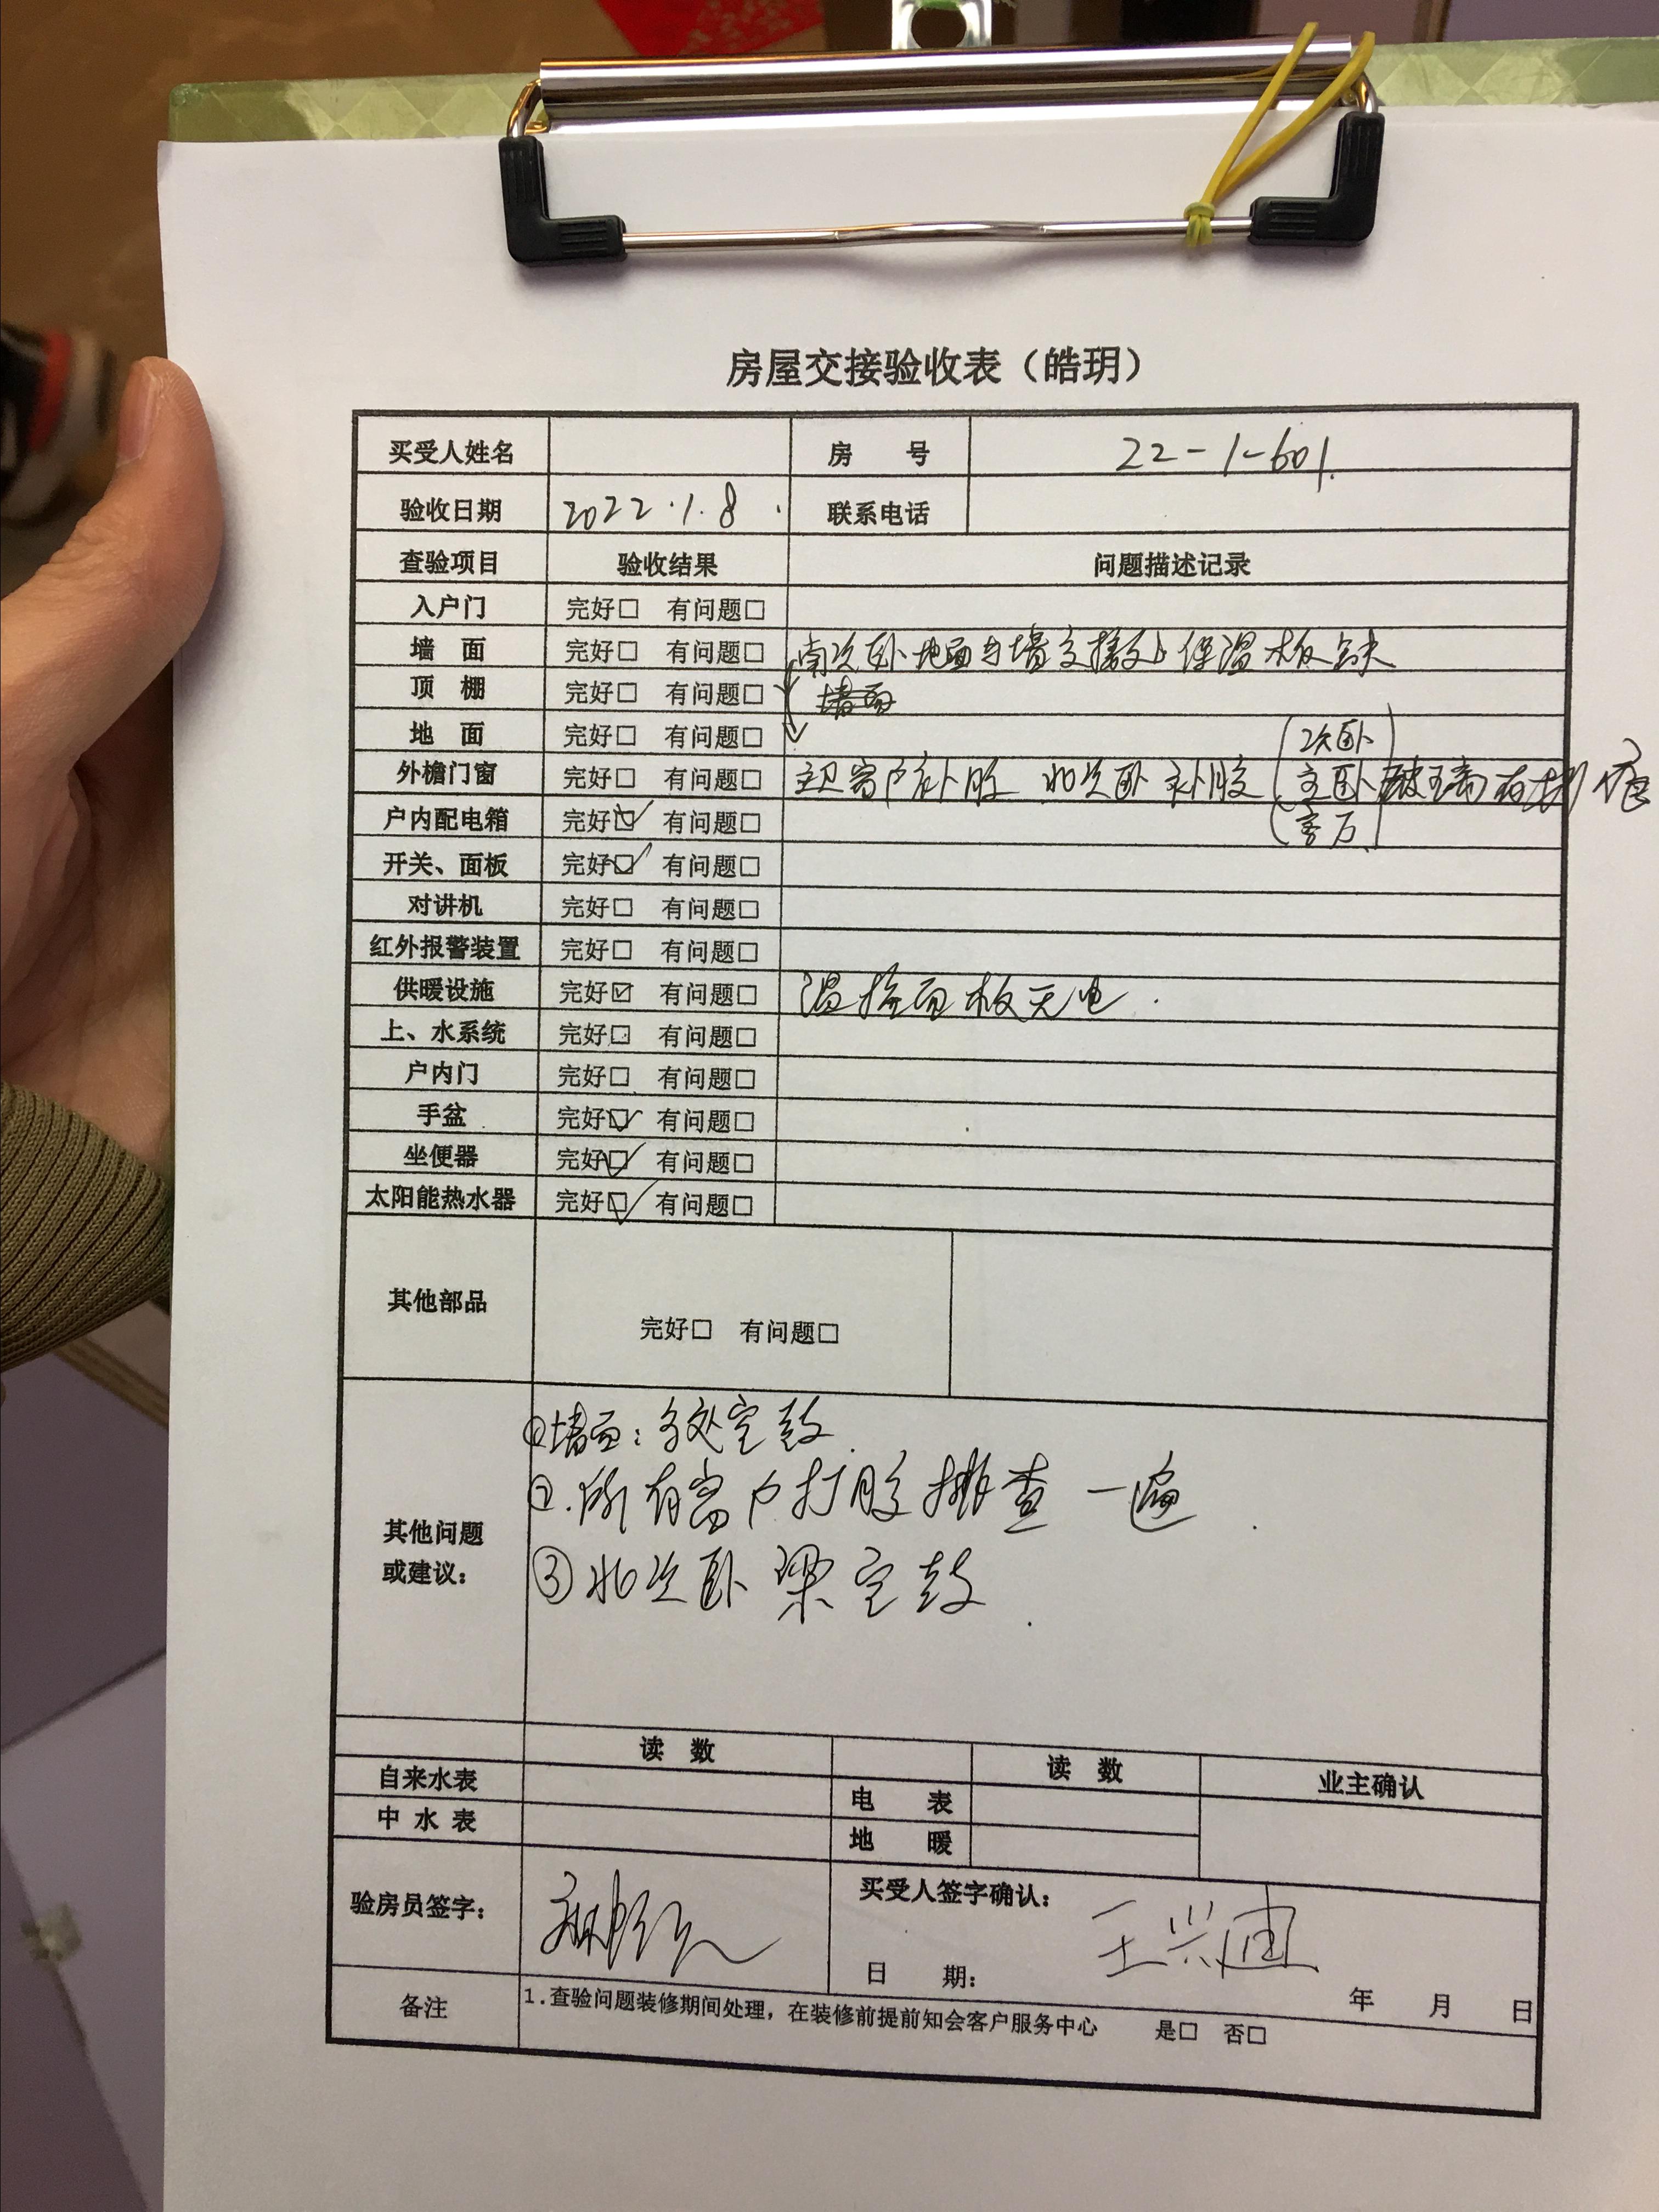 房屋交接验收表（皓玥）
买受人姓名 房 号 22-1-601.
验收日期 2022.1.8. 联系电话
查验项目 验收结果 问题描述记录
入户门 完好□ 有问题□
墙 面 完好□ 有问题□ 南次卧地面与墙交接处保温板缺失
顶 棚 完好□ 有问题□ 墙面
地 面 完好□ 有问题□
(次卧)
外檐门窗 完好□ 有问题□ 主卫窗户补胶 北次卧补胶 (主卧)玻璃有划痕
(客厅)
户内配电箱 完好☑ 有问题□
开关、面板 完好☑ 有问题□
对讲机 完好□ 有问题□
红外报警装置 完好□ 有问题□
供暖设施 完好☑ 有问题□ 温控面板无电.
上、水系统 完好□ 有问题□
户内门 完好□ 有问题□
手盆 完好☑ 有问题□
坐便器 完好☑ 有问题□
太阳能热水器 完好☑ 有问题□
其他部品 完好□ 有问题□
其他问题
或建议：
①墙面：多处空鼓
②.所有窗户打胶排查一遍.
③北次卧梁空鼓.
读 数 读 数 业主确认
自来水表 电 表
中 水 表 地 暖
验房员签字： 买受人签字确认： 王兴迪
日 期： 年 月 日
备注 1.查验问题装修期间处理，在装修前提前知会客户服务中心 是□ 否□